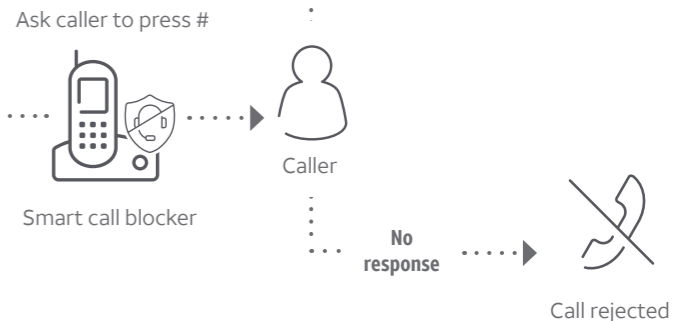 Ask caller to press #
Caller
Smart call blocker
No
response
Call rejected